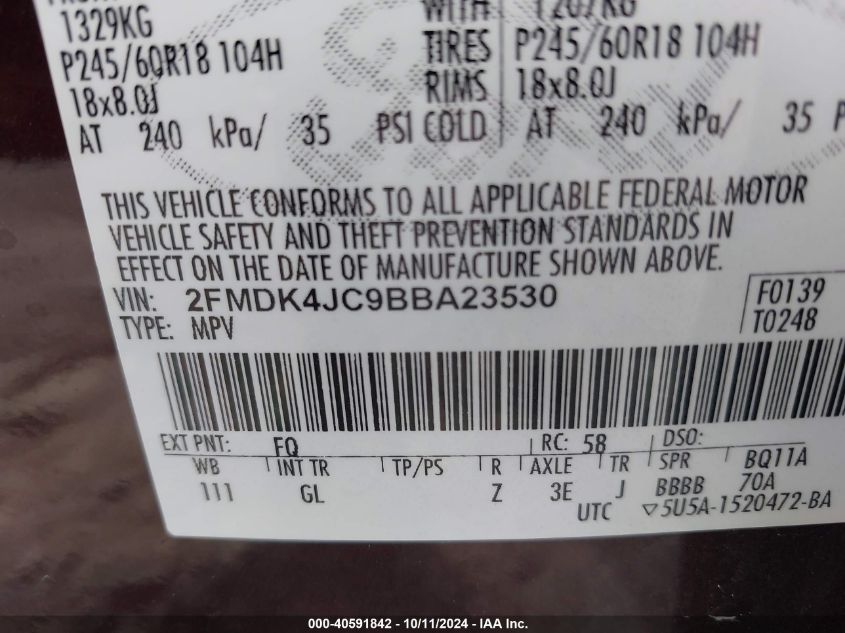 1329KG WITH 1207KG
P245/60R18 104H TIRES P245/60R18 104H
18x8.0J RIMS 18x8.0J
AT 240 kPa/ 35 PSI COLD AT 240 kPa/ 35 P
THIS VEHICLE CONFORMS TO ALL APPLICABLE FEDERAL MOTOR
VEHICLE SAFETY AND THEFT PREVENTION STANDARDS IN
EFFECT ON THE DATE OF MANUFACTURE SHOWN ABOVE.
VIN: 2FMDK4JC9BBA23530 F0139
TYPE: MPV T0248
EXT PNT: FQ RC: 58 DSO:
WB INT TR TP/PS R AXLE TR SPR BQ11A
111 GL Z 3E J BBBB 70A
UTC ▽5U5A-1520472-BA
000-40591842 - 10/11/2024 - IAA Inc.